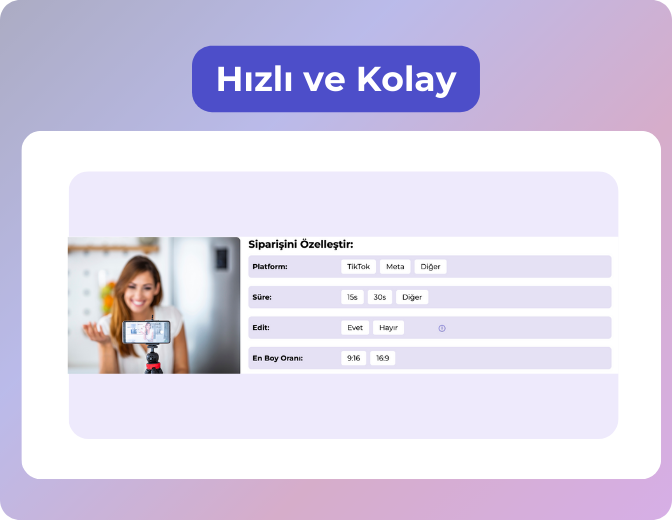 Hızlı ve Kolay
Siparişini Özelleştir:
Platform: TikTok Meta Diğer
Süre: 15s 30s Diğer
Edit: Evet Hayır
En Boy Oranı: 9:16 16:9